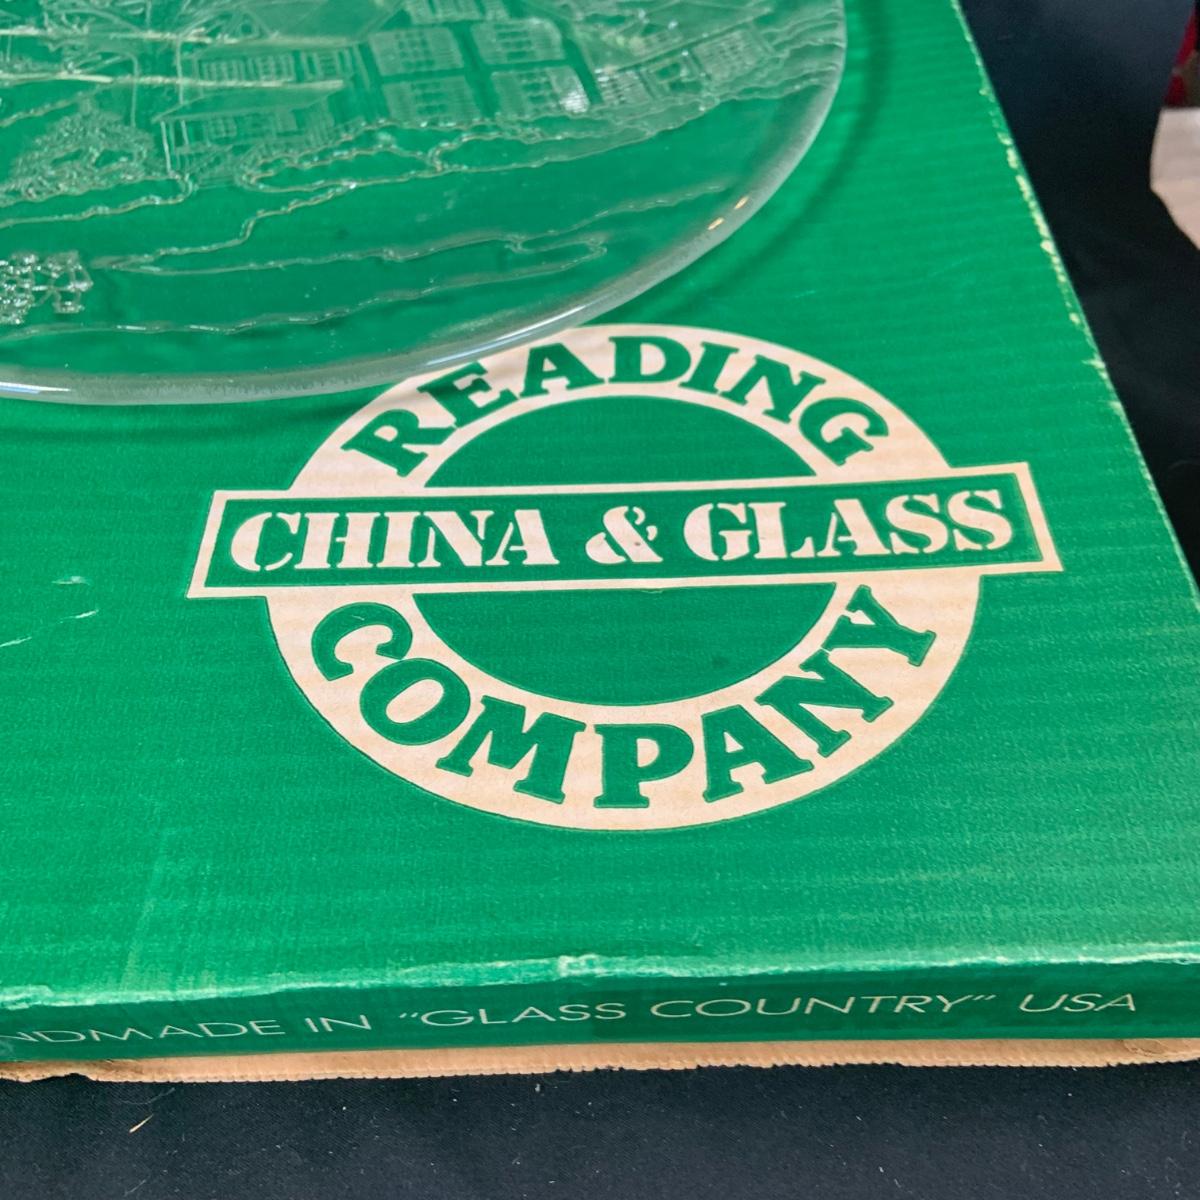 READING
CHINA & GLASS
COMPANY
NDMADE IN "GLASS COUNTRY" USA